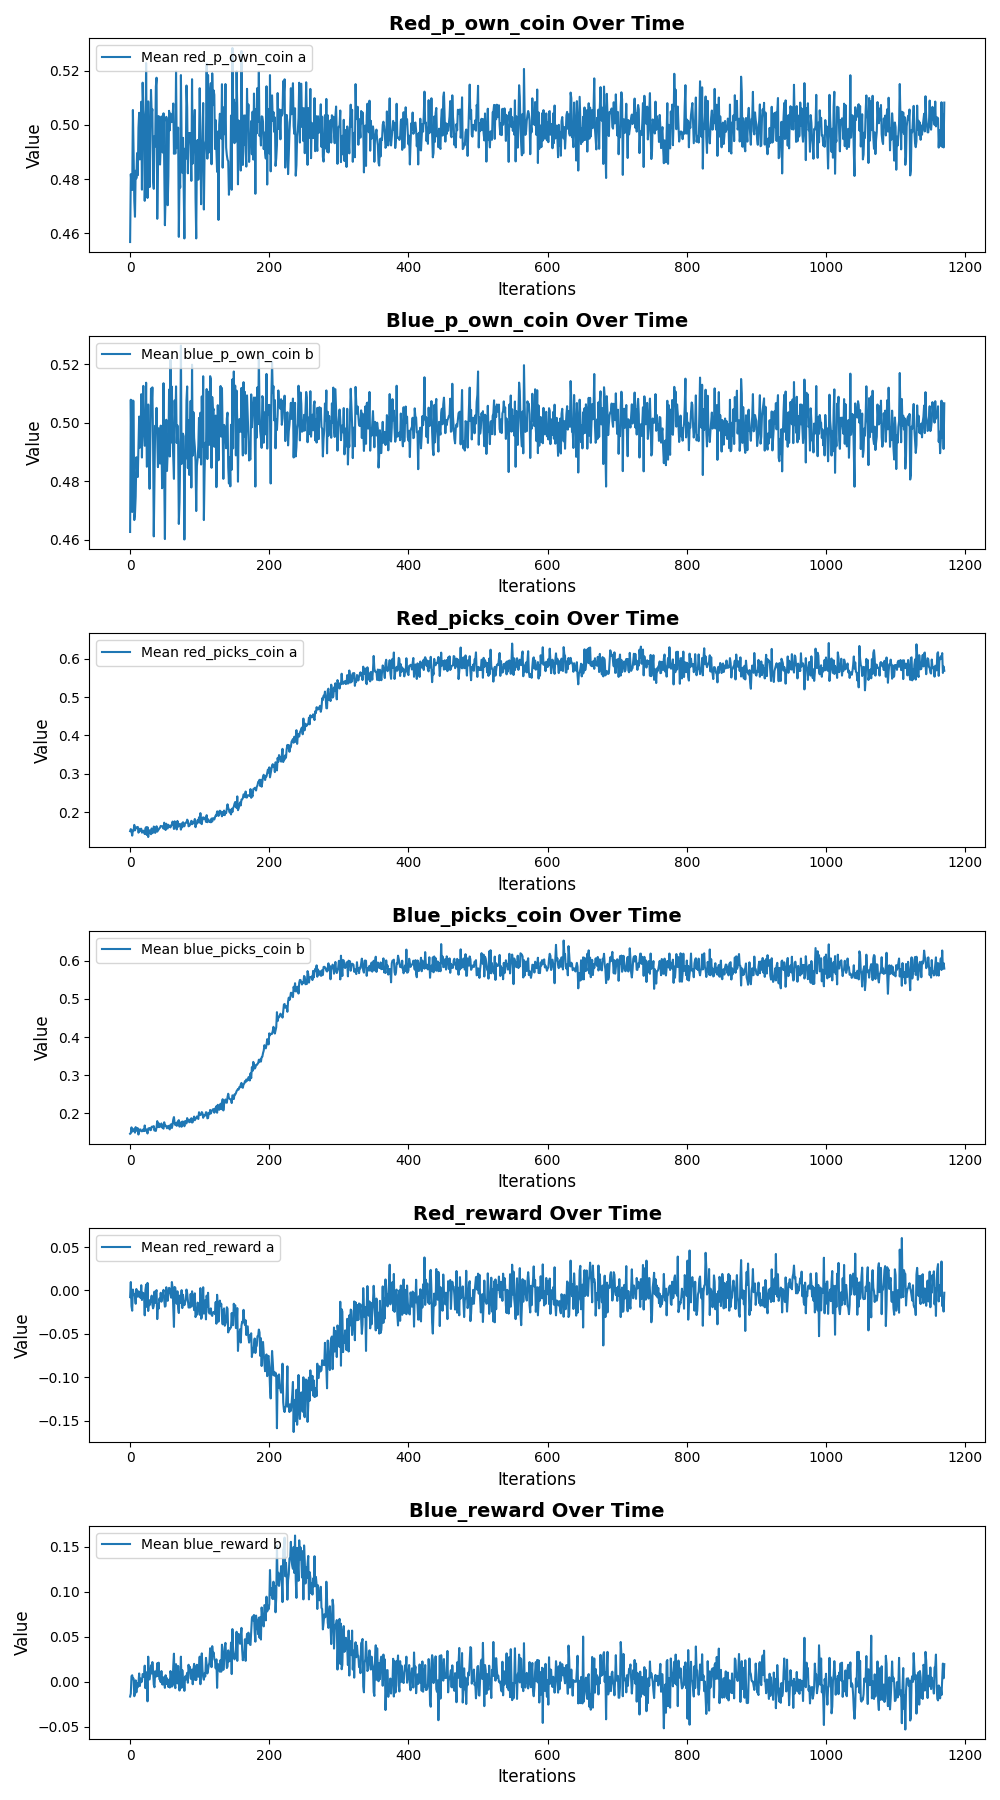 Red_p_own_coin Over Time
Mean red_p_own_coin a
Value
0.52
0.50
0.48
0.46
0 200 400 600 800 1000 1200
Iterations
Blue_p_own_coin Over Time
Mean blue_p_own_coin b
Value
0.52
0.50
0.48
0.46
0 200 400 600 800 1000 1200
Iterations
Red_picks_coin Over Time
Mean red_picks_coin a
Value
0.6
0.5
0.4
0.3
0.2
0 200 400 600 800 1000 1200
Iterations
Blue_picks_coin Over Time
Mean blue_picks_coin b
Value
0.6
0.5
0.4
0.3
0.2
0 200 400 600 800 1000 1200
Iterations
Red_reward Over Time
Mean red_reward a
Value
0.05
0.00
−0.05
−0.10
−0.15
0 200 400 600 800 1000 1200
Iterations
Blue_reward Over Time
Mean blue_reward b
Value
0.15
0.10
0.05
0.00
−0.05
0 200 400 600 800 1000 1200
Iterations